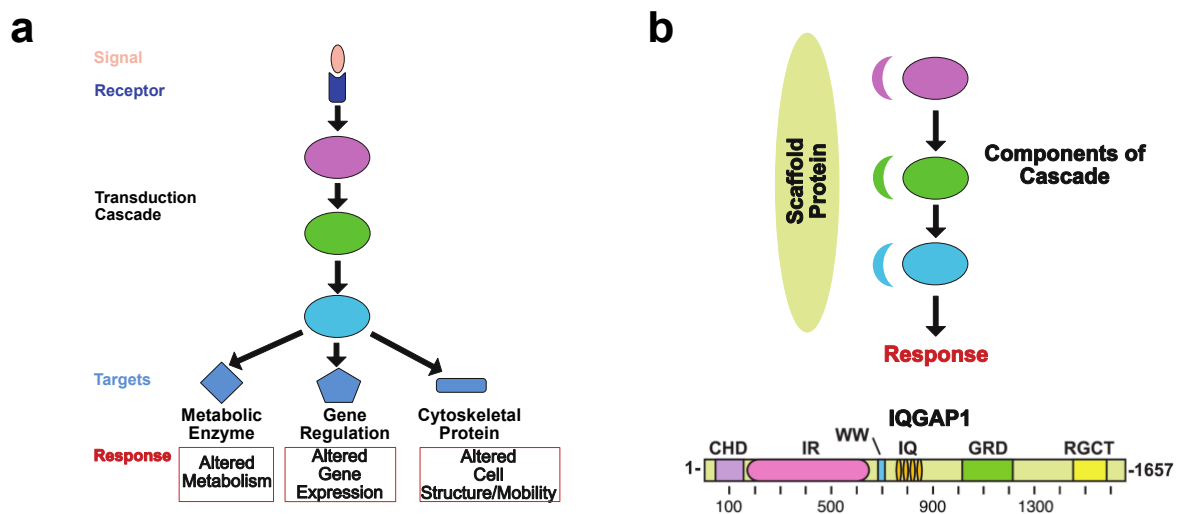 a
Signal
Receptor
Transduction
Cascade
Targets
Metabolic
Enzyme
Gene
Regulation
Cytoskeletal
Protein
Response
Altered
Metabolism
Altered
Gene
Expression
Altered
Cell
Structure/Mobility
b
Scaffold
Protein
Components of
Cascade
Response
IQGAP1
CHD IR WW IQ GRD RGCT
1- -1657
100 500 900 1300